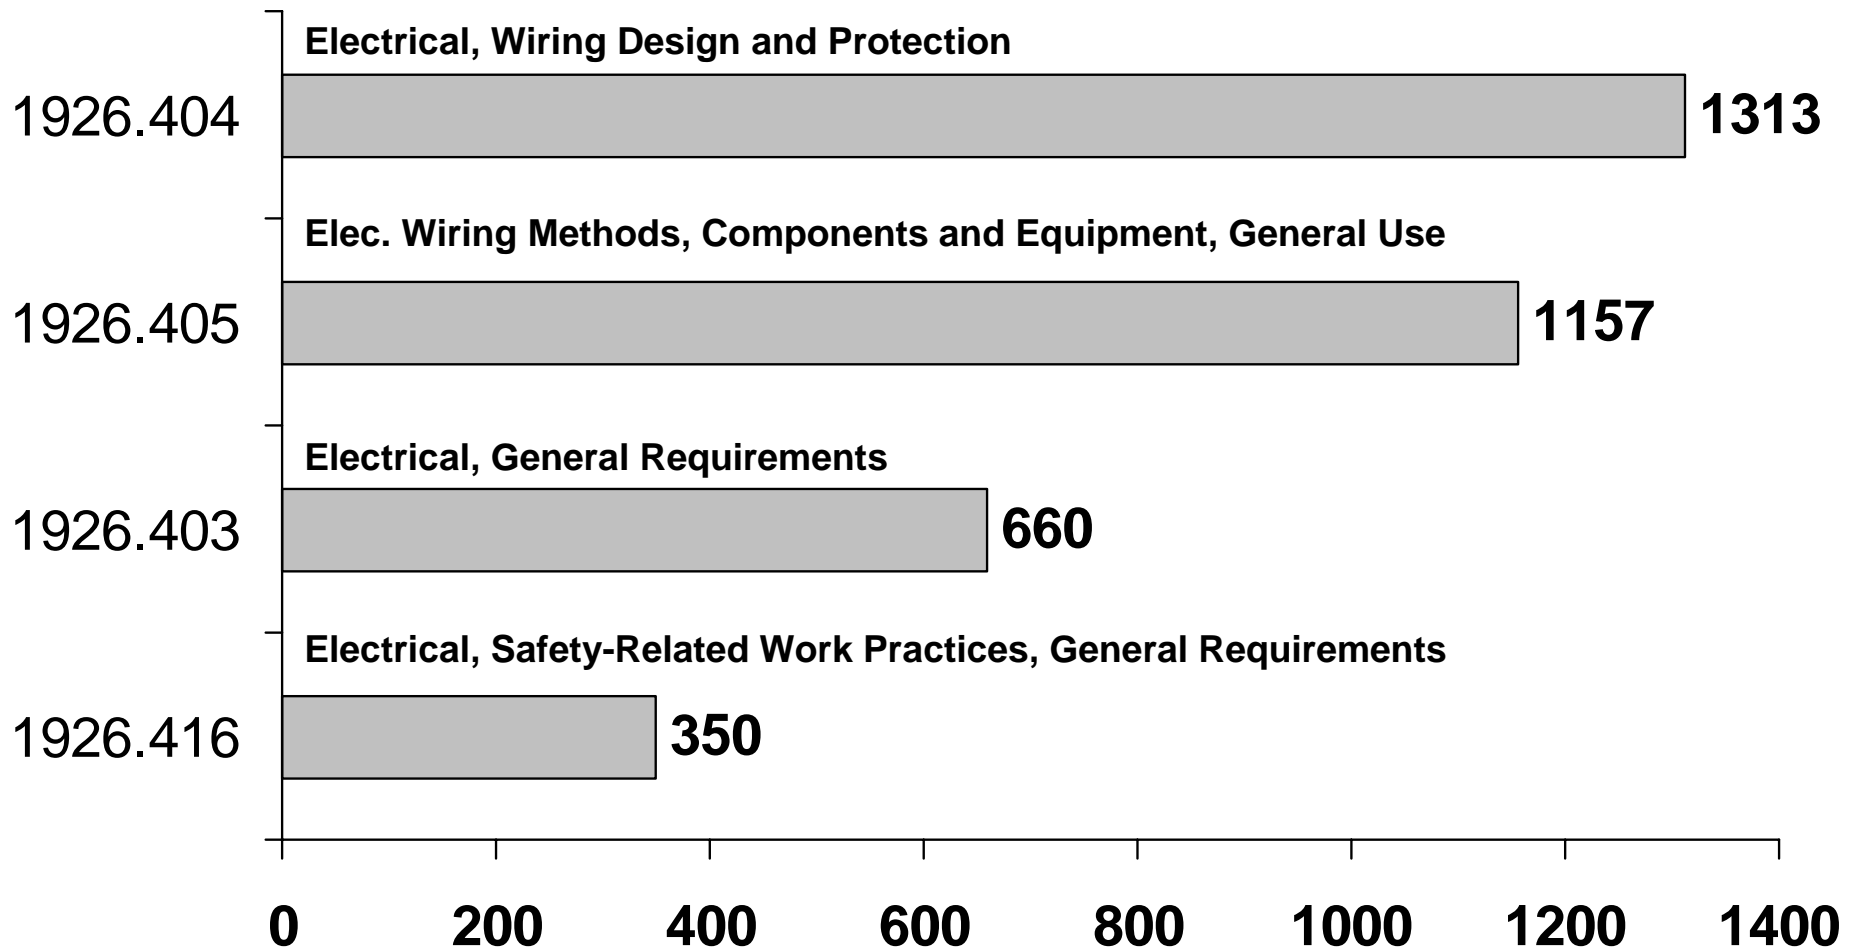 Electrical, Wiring Design and Protection
1926.404
1313
Elec. Wiring Methods, Components and Equipment, General Use
1926.405
1157
Electrical, General Requirements
1926.403
660
Electrical, Safety-Related Work Practices, General Requirements
1926.416
350
0 200 400 600 800 1000 1200 1400